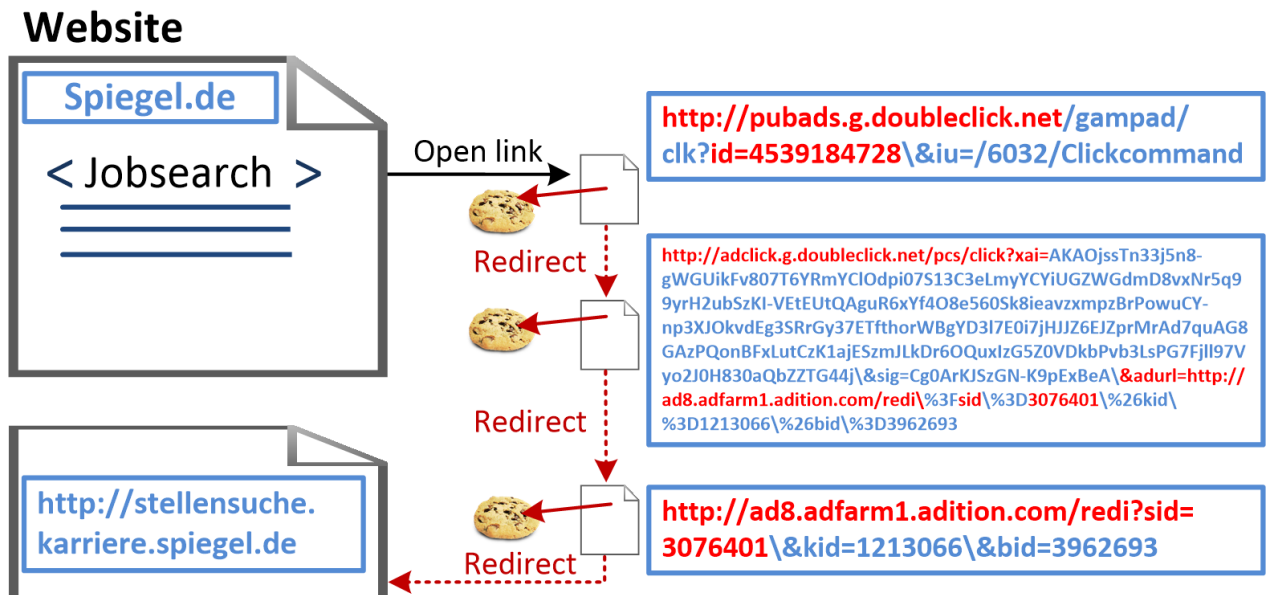 Website
Spiegel.de
< Jobsearch >
Open link
http://pubads.g.doubleclick.net/gampad/
clk?id=4539184728\&iu=/6032/Clickcommand
Redirect
http://adclick.g.doubleclick.net/pcs/click?xai=AKAOjssTn33j5n8-
gWGUikFv807T6YRmYClOdpi07S13C3eLmyYCYiUGZWGdmD8vxNr5q9
9yrH2ubSzKI-VEtEUtQAguR6xYf4O8e560Sk8ieavzxmpzBrPowuCY-
np3XJOkvdEg3SRrGy37ETfthorWBgYD3l7E0i7jHJJZ6EJZprMrAd7quAG8
GAzPQonBFxLutCzK1ajESzmJLkDr6OQuxIzG5Z0VDkbPvb3LsPG7Fjll97V
yo2J0H830aQbZZTG44j\&sig=Cg0ArKJSzGN-K9pExBeA\&adurl=http://
ad8.adfarm1.adition.com/redi\%3Fsid\%3D3076401\%26kid\
%3D1213066\%26bid\%3D3962693
Redirect
http://stellensuche.
karriere.spiegel.de
http://ad8.adfarm1.adition.com/redi?sid=
3076401\&kid=1213066\&bid=3962693
Redirect